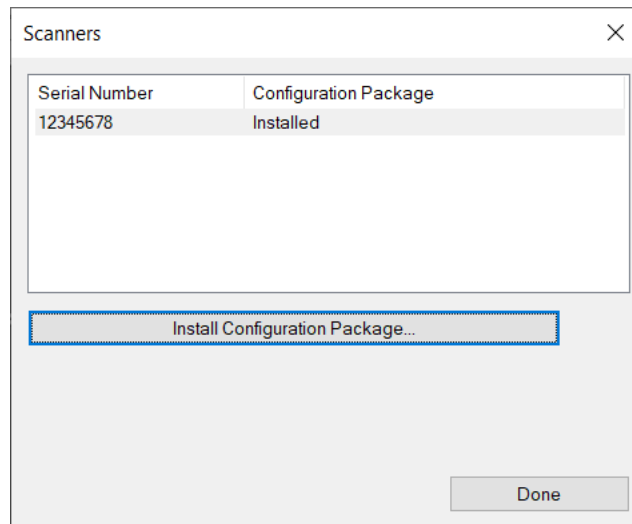 Scanners
Serial Number Configuration Package
12345678 Installed
Install Configuration Package...
Done